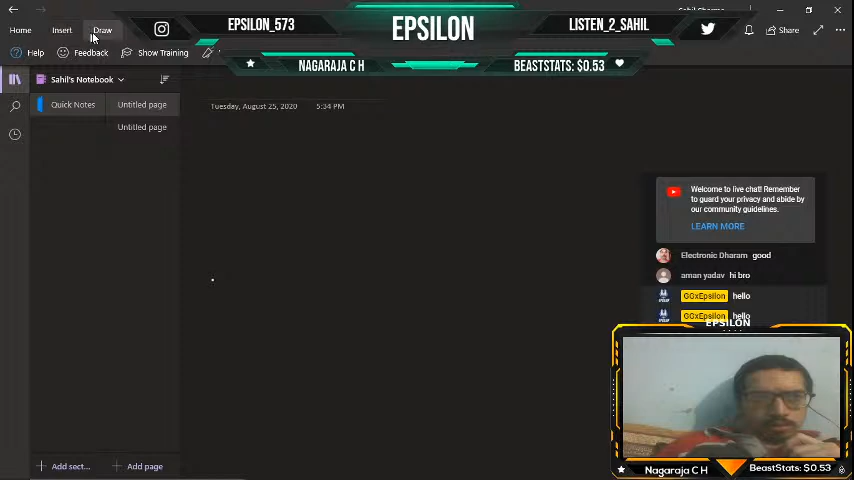 EPSILON_573
EPSILON
LISTEN_2_SAHIL
Home
Insert
Draw
Share
Help
Feedback
Show Training
NAGARAJA C H
BEASTSTATS: $0.53
Sahil's Notebook
Quick Notes
Untitled page
Untitled page
Tuesday, August 25, 2020
5:34 PM
Welcome to live chat! Remember
to guard your privacy and abide by
our community guidelines.
LEARN MORE
Electronic Dharam good
aman yadav hi bro
GGxEpsilon hello
GGxEpsilon hello
EPSILON
Add sect...
Add page
Nagaraja C H
BeastStats: $0.53